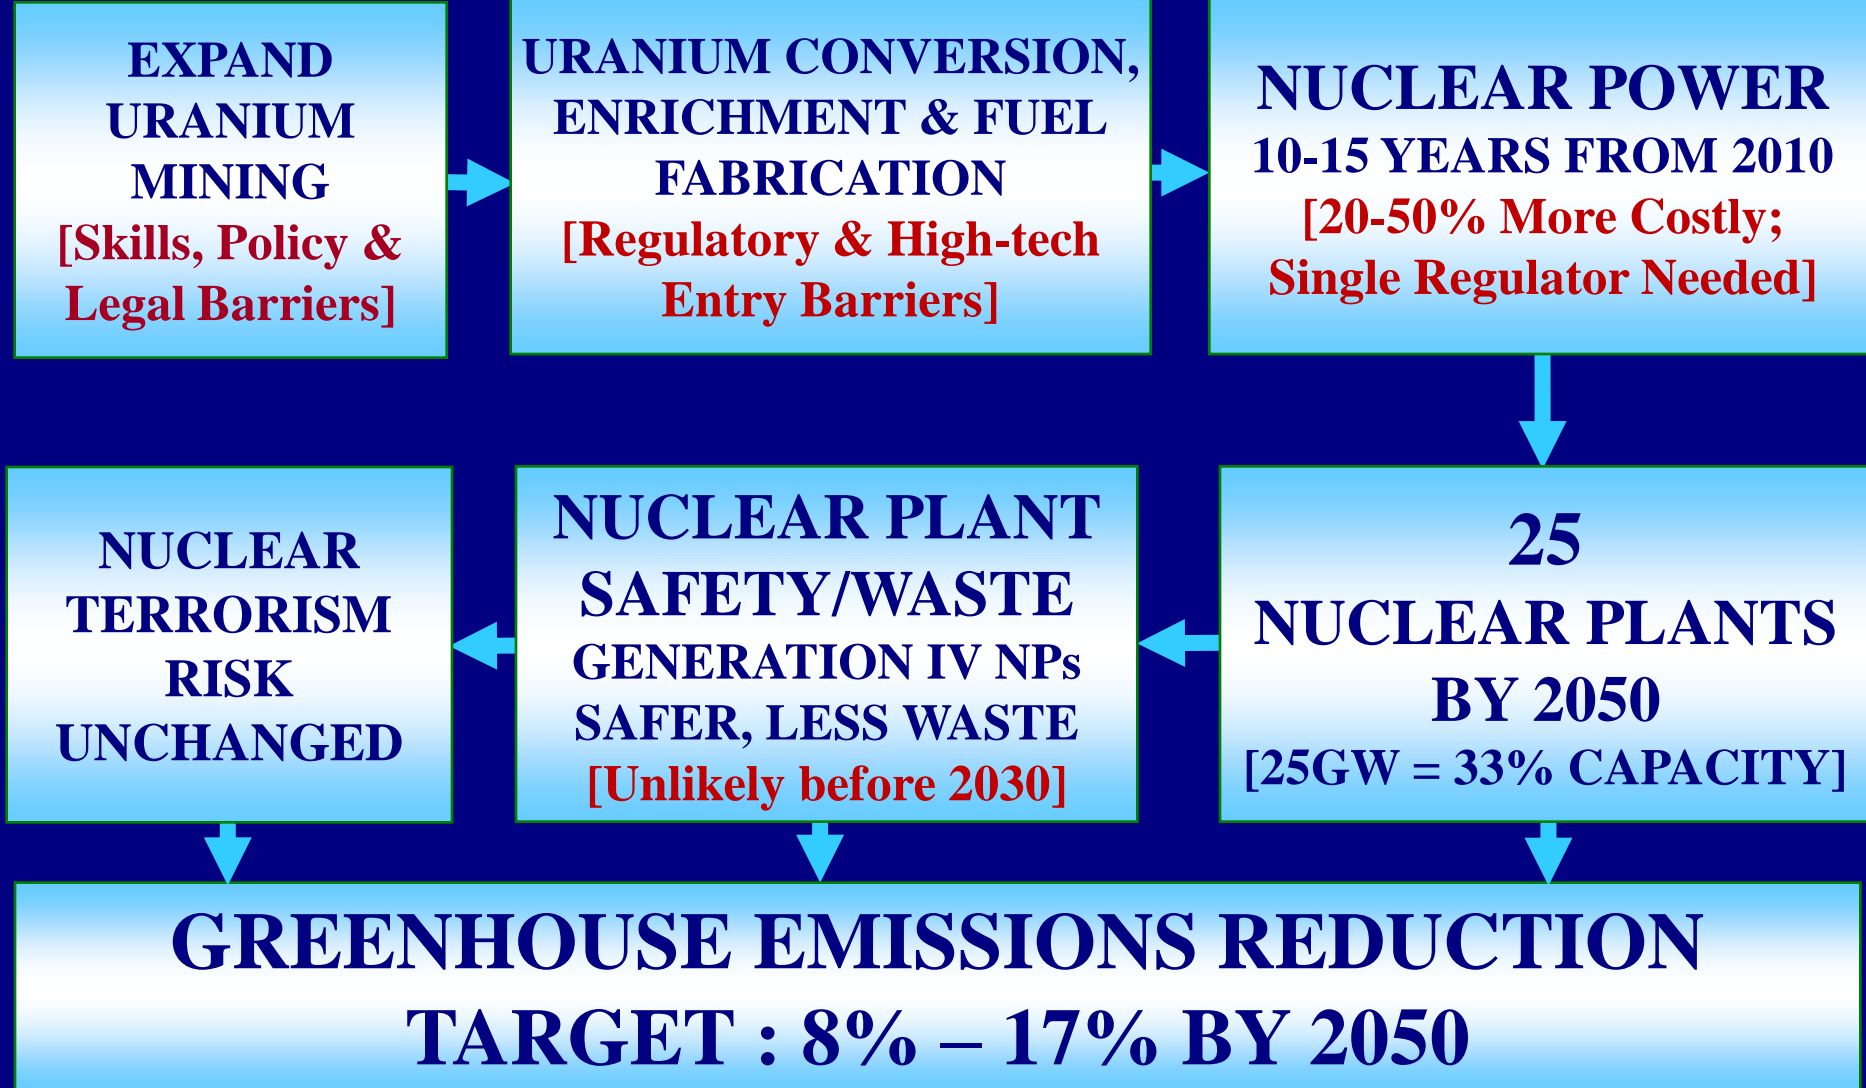 EXPAND
URANIUM
MINING
[Skills, Policy &
Legal Barriers]
URANIUM CONVERSION,
ENRICHMENT & FUEL
FABRICATION
[Regulatory & High-tech
Entry Barriers]
NUCLEAR POWER
10-15 YEARS FROM 2010
[20-50% More Costly;
Single Regulator Needed]
25
NUCLEAR PLANTS
BY 2050
[25GW = 33% CAPACITY]
NUCLEAR PLANT
SAFETY/WASTE
GENERATION IV NPs
SAFER, LESS WASTE
[Unlikely before 2030]
NUCLEAR
TERRORISM
RISK
UNCHANGED
GREENHOUSE EMISSIONS REDUCTION
TARGET : 8% – 17% BY 2050